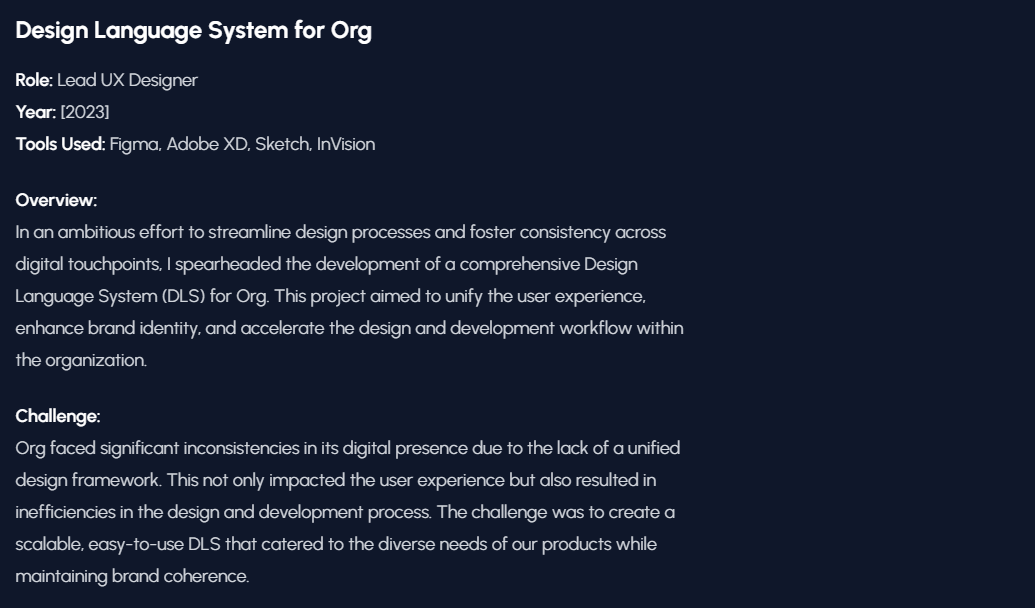 Design Language System for Org
Role: Lead UX Designer
Year: [2023]
Tools Used: Figma, Adobe XD, Sketch, InVision
Overview:
In an ambitious effort to streamline design processes and foster consistency across
digital touchpoints, I spearheaded the development of a comprehensive Design
Language System (DLS) for Org. This project aimed to unify the user experience,
enhance brand identity, and accelerate the design and development workflow within
the organization.
Challenge:
Org faced significant inconsistencies in its digital presence due to the lack of a unified
design framework. This not only impacted the user experience but also resulted in
inefficiencies in the design and development process. The challenge was to create a
scalable, easy-to-use DLS that catered to the diverse needs of our products while
maintaining brand coherence.